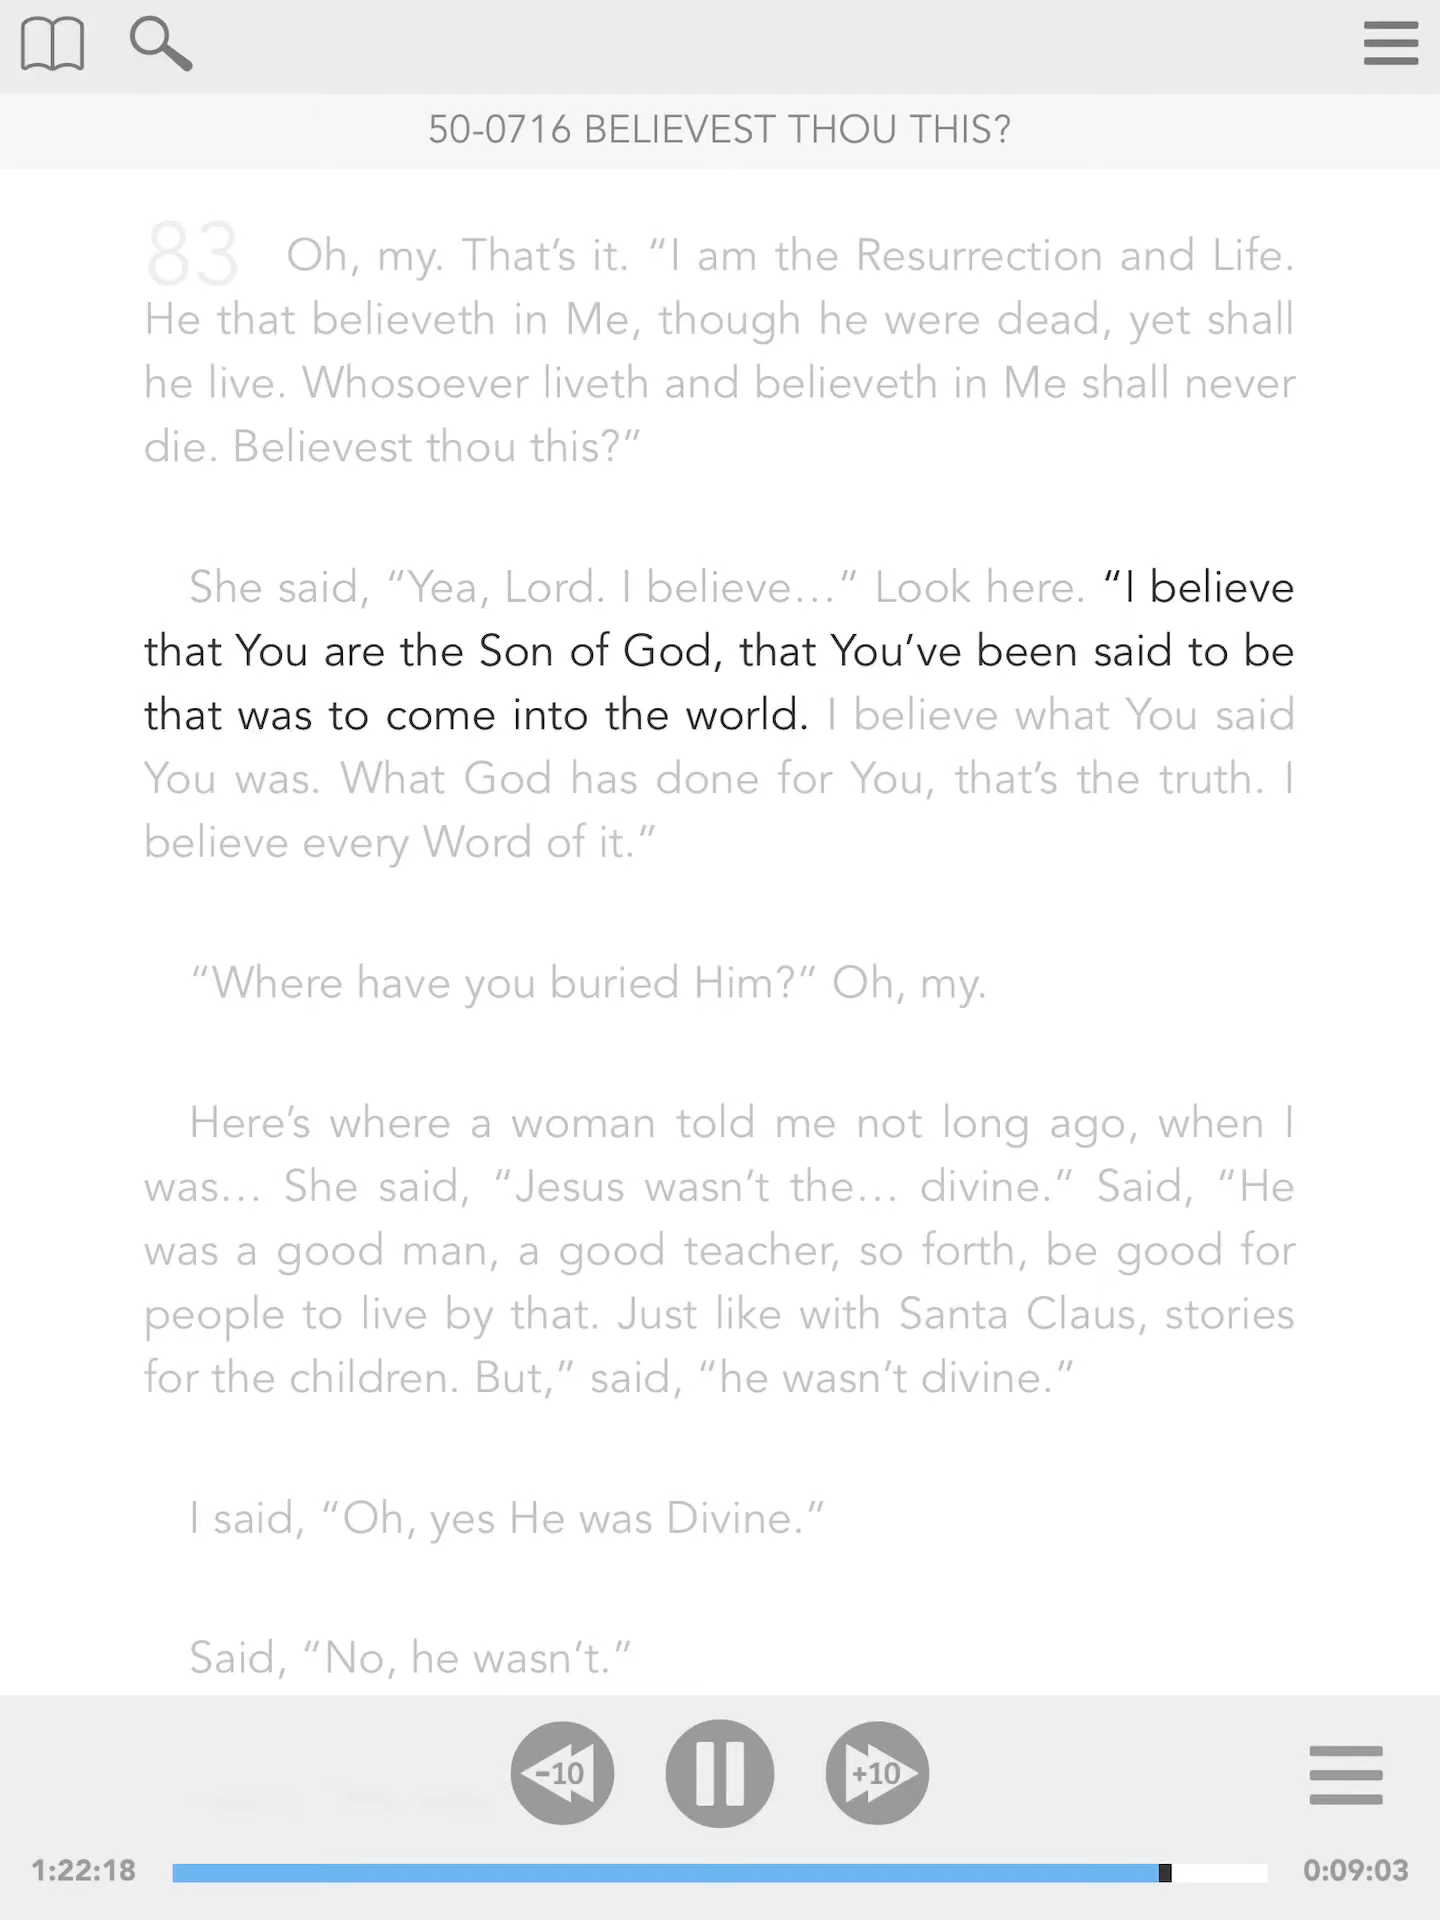 50-0716 BELIEVEST THOU THIS?
83 Oh, my. That’s it. “I am the Resurrection and Life.
He that believeth in Me, though he were dead, yet shall
he live. Whosoever liveth and believeth in Me shall never
die. Believest thou this?”
She said, “Yea, Lord. I believe…” Look here. “I believe
that You are the Son of God, that You’ve been said to be
that was to come into the world. I believe what You said
You was. What God has done for You, that’s the truth. I
believe every Word of it.”
“Where have you buried Him?” Oh, my.
Here’s where a woman told me not long ago, when I
was… She said, “Jesus wasn’t the… divine.” Said, “He
was a good man, a good teacher, so forth, be good for
people to live by that. Just like with Santa Claus, stories
for the children. But,” said, “he wasn’t divine.”
I said, “Oh, yes He was Divine.”
Said, “No, he wasn’t.”
-10 +10
1:22:18 0:09:03